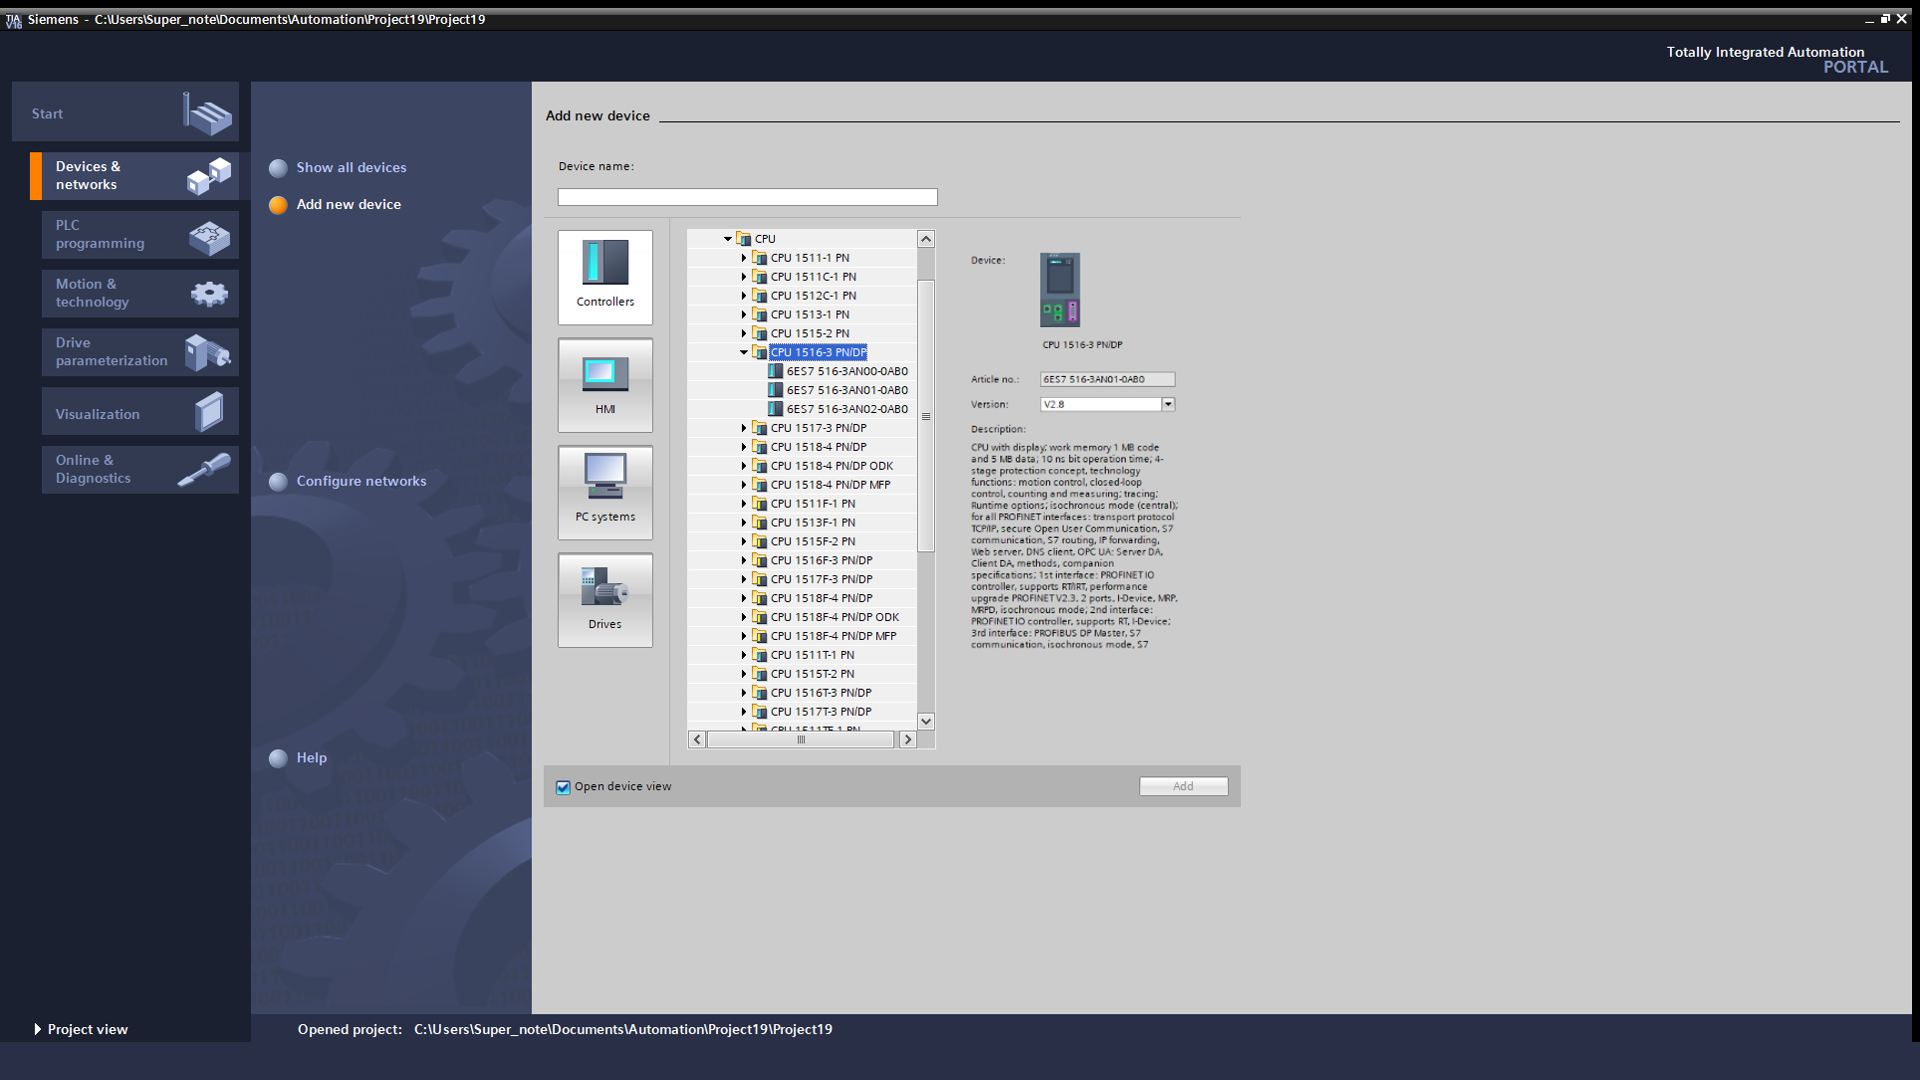 TIA
V16
Siemens - C:\Users\Super_note\Documents\Automation\Project19\Project19
Totally Integrated Automation
PORTAL
Start
Devices &
networks
PLC
programming
Motion &
technology
Drive
parameterization
Visualization
Online &
Diagnostics
Show all devices
Add new device
Configure networks
Help
Add new device
Device name:
Controllers
HMI
PC systems
Drives
CPU
CPU 1511-1 PN
CPU 1511C-1 PN
CPU 1512C-1 PN
CPU 1513-1 PN
CPU 1515-2 PN
CPU 1516-3 PN/DP
6ES7 516-3AN00-0AB0
6ES7 516-3AN01-0AB0
6ES7 516-3AN02-0AB0
CPU 1517-3 PN/DP
CPU 1518-4 PN/DP
CPU 1518-4 PN/DP ODK
CPU 1518-4 PN/DP MFP
CPU 1511F-1 PN
CPU 1513F-1 PN
CPU 1515F-2 PN
CPU 1516F-3 PN/DP
CPU 1517F-3 PN/DP
CPU 1518F-4 PN/DP
CPU 1518F-4 PN/DP ODK
CPU 1518F-4 PN/DP MFP
CPU 1511T-1 PN
CPU 1515T-2 PN
CPU 1516T-3 PN/DP
CPU 1517T-3 PN/DP
CPU 1511TF-1 PN
Device:
CPU 1516-3 PN/DP
Article no.: 6ES7 516-3AN01-0AB0
Version: V2.8
Description:
CPU with display; work memory 1 MB code
and 5 MB data; 10 ns bit operation time; 4-
stage protection concept, technology
functions: motion control, closed-loop
control, counting and measuring; tracing;
Runtime options; isochronous mode (central);
for all PROFINET interfaces: transport protocol
TCP/IP, secure Open User Communication, S7
communication, S7 routing, IP forwarding,
Web server, DNS client, OPC UA: Server DA,
Client DA, methods, companion
specifications; 1st interface: PROFINET IO
controller, supports RT/IRT, performance
upgrade PROFINET V2.3, 2 ports, I-Device, MRP,
MRPD, isochronous mode; 2nd interface:
PROFINET IO controller, supports RT, I-Device;
3rd interface: PROFIBUS DP Master, S7
communication, isochronous mode, S7
Open device view
Add
Project view
Opened project: C:\Users\Super_note\Documents\Automation\Project19\Project19